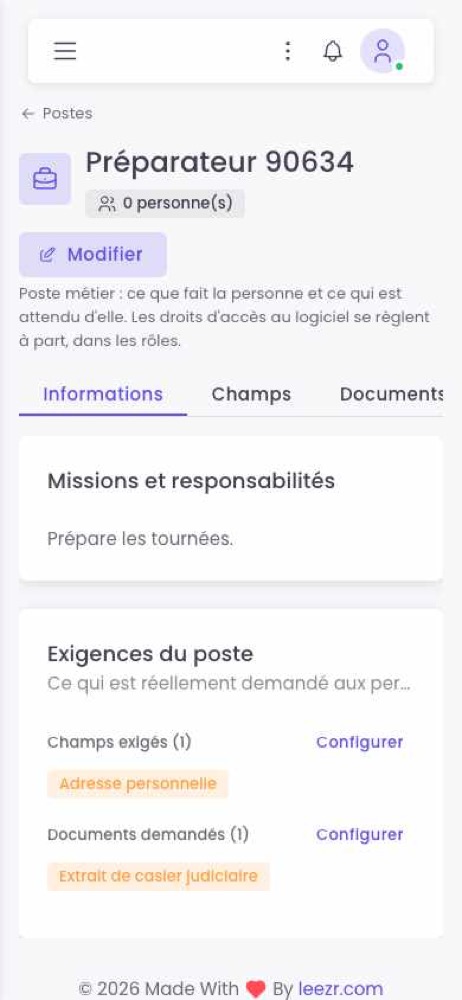 Postes
Préparateur 90634
0 personne(s)
Modifier
Poste métier : ce que fait la personne et ce qui est
attendu d'elle. Les droits d'accès au logiciel se règlent
à part, dans les rôles.
Informations Champs Documents
Missions et responsabilités
Prépare les tournées.
Exigences du poste
Ce qui est réellement demandé aux per...
Champs exigés (1) Configurer
Adresse personnelle
Documents demandés (1) Configurer
Extrait de casier judiciaire
© 2026 Made With ❤ By leezr.com